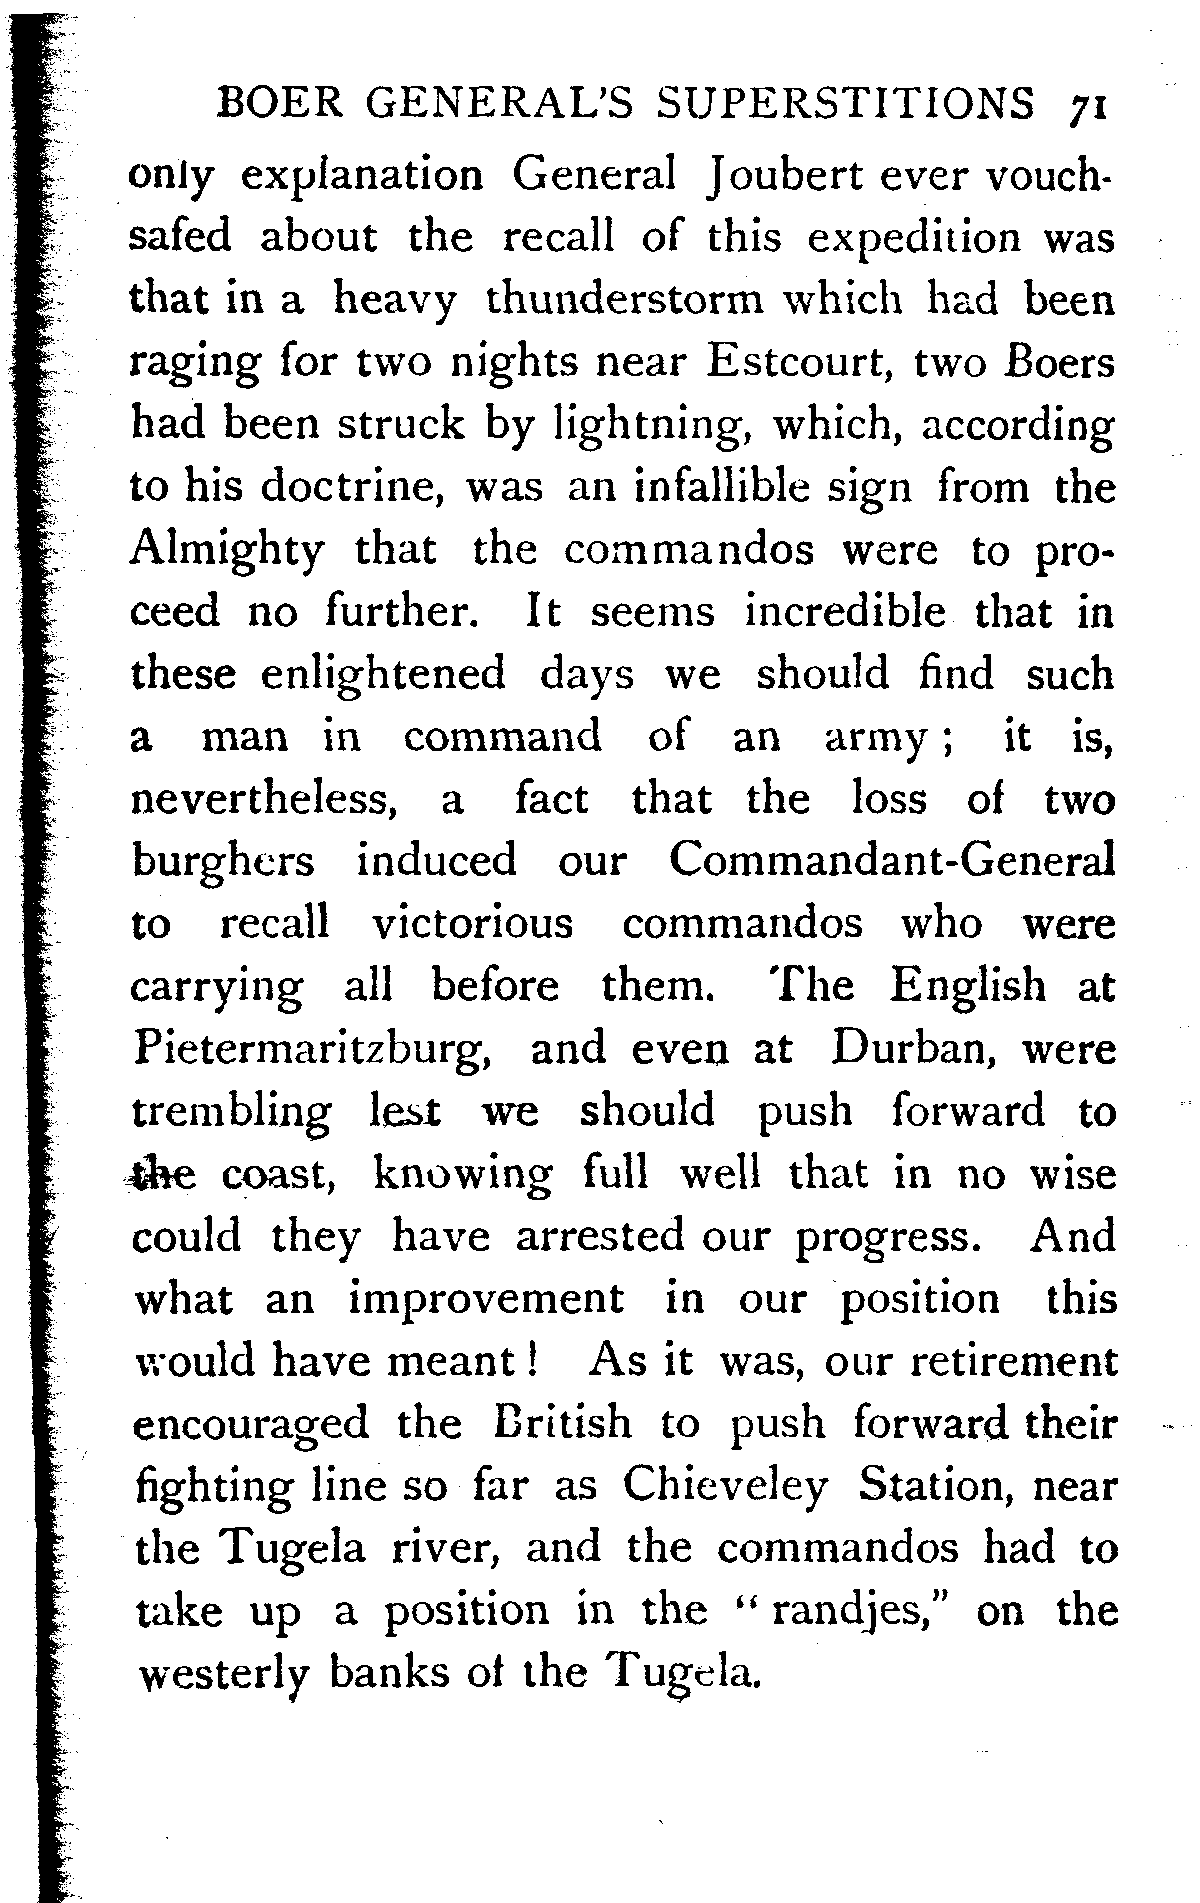 BOER GENERAL'S SUPERSTITIONS 71
only explanation General Joubert ever vouch-
safed about the recall of this expedition was
that in a heavy thunderstorm which had been
raging for two nights near Estcourt, two Boers
had been struck by lightning, which, according
to his doctrine, was an infallible sign from the
Almighty that the commandos were to pro-
ceed no further. It seems incredible that in
these enlightened days we should find such
a man in command of an army ; it is,
nevertheless, a fact that the loss of two
burghers induced our Commandant-General
to recall victorious commandos who were
carrying all before them. The English at
Pietermaritzburg, and even at Durban, were
trembling lest we should push forward to
the coast, knowing full well that in no wise
could they have arrested our progress. And
what an improvement in our position this
would have meant ! As it was, our retirement
encouraged the British to push forward their
fighting line so far as Chieveley Station, near
the Tugela river, and the commandos had to
take up a position in the “ randjes,” on the
westerly banks of the Tugela.